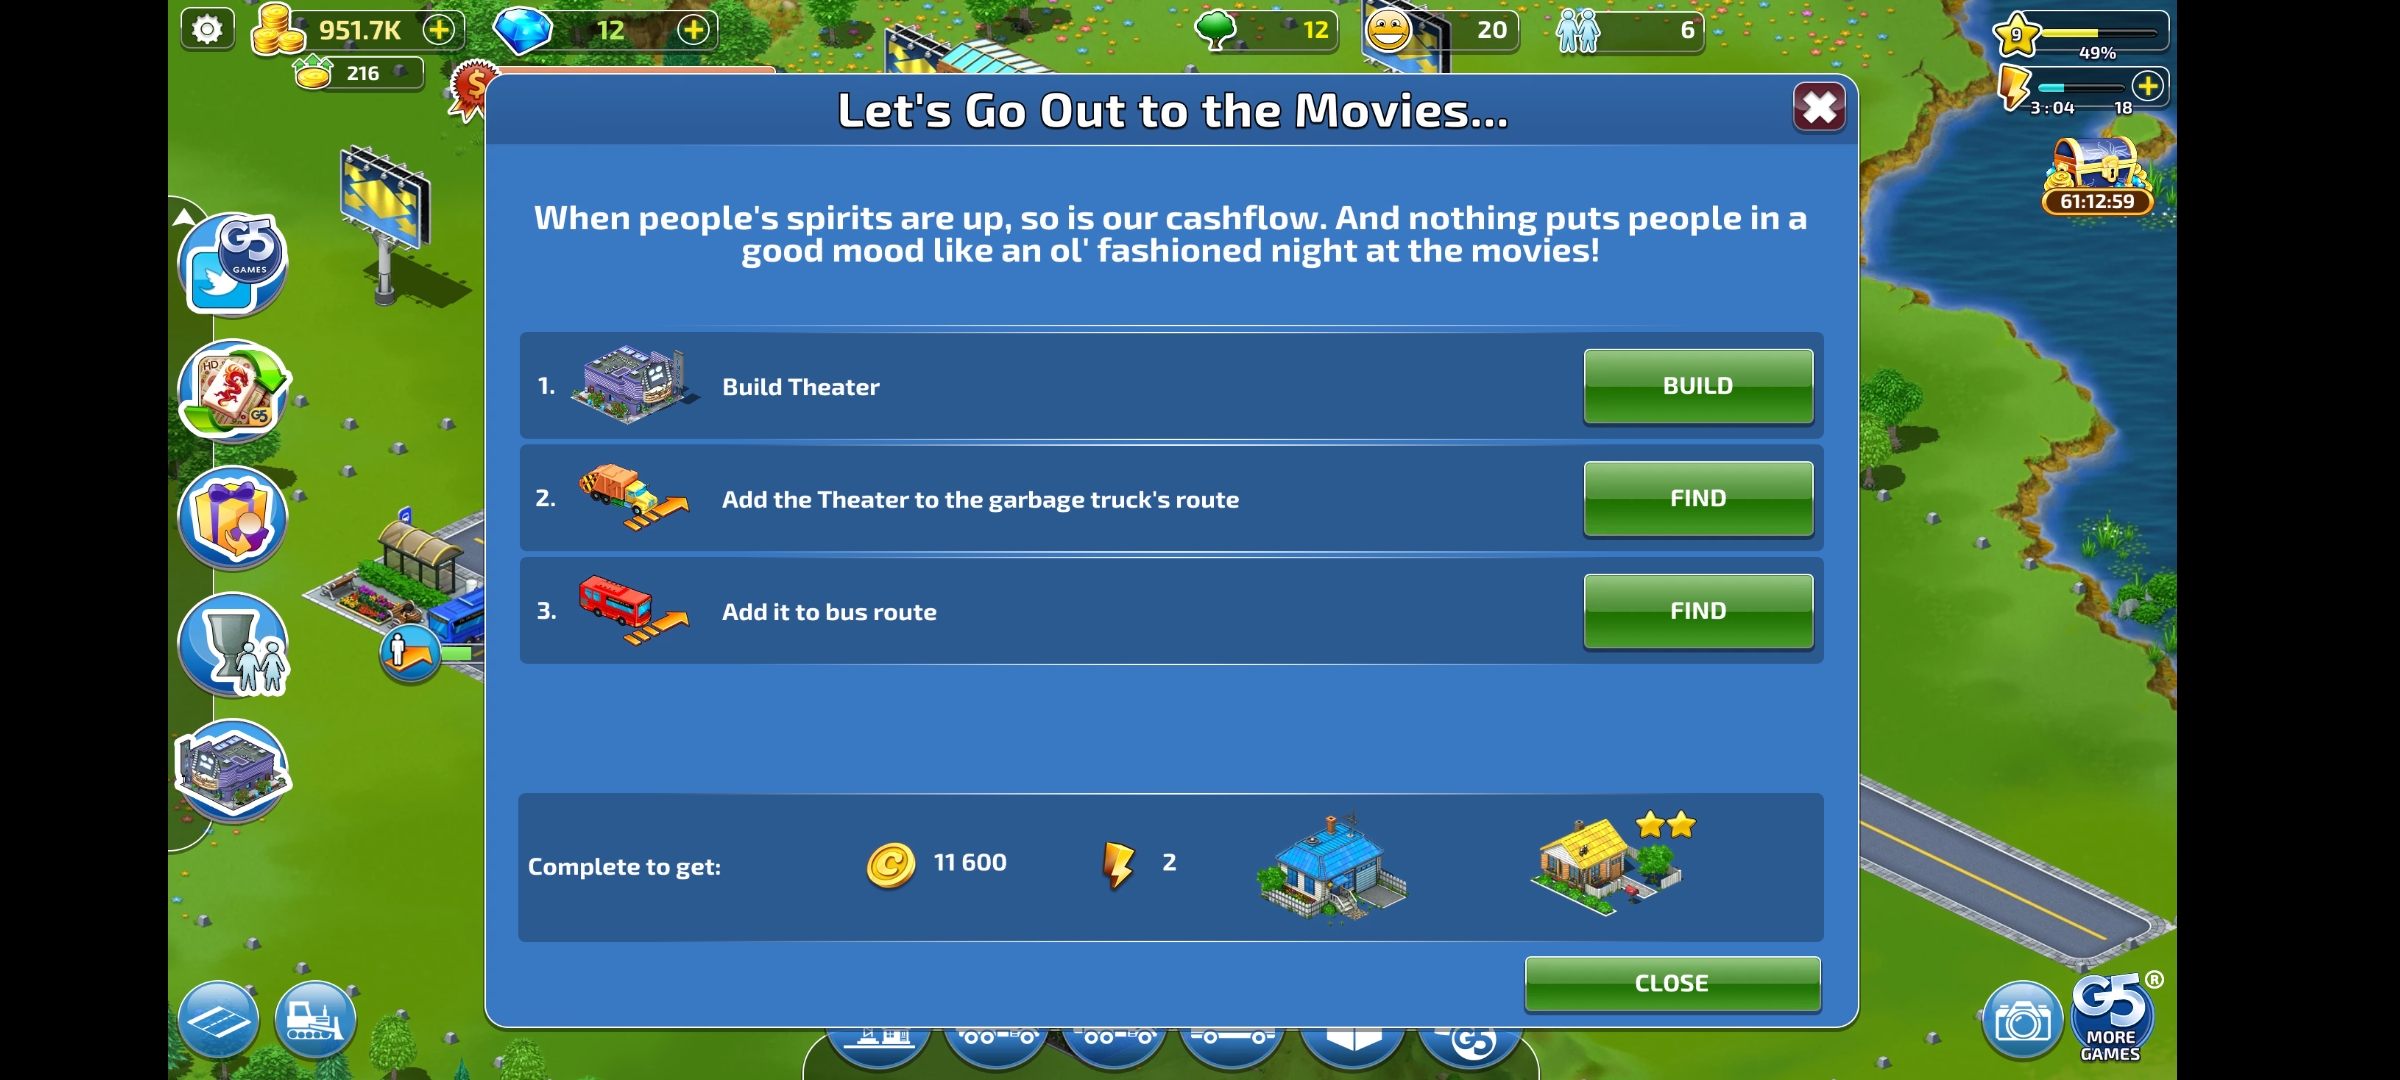 951.7K
12
12
20
6
9
49%
216
3:04
18
61:12:59
Let's Go Out to the Movies...
When people's spirits are up, so is our cashflow. And nothing puts people in a
good mood like an ol' fashioned night at the movies!
G5
GAMES
HD
G5
1.
Build Theater
BUILD
2.
Add the Theater to the garbage truck's route
FIND
3.
Add it to bus route
FIND
Complete to get:
11 600
2
CLOSE
G5
G5®
MORE
GAMES